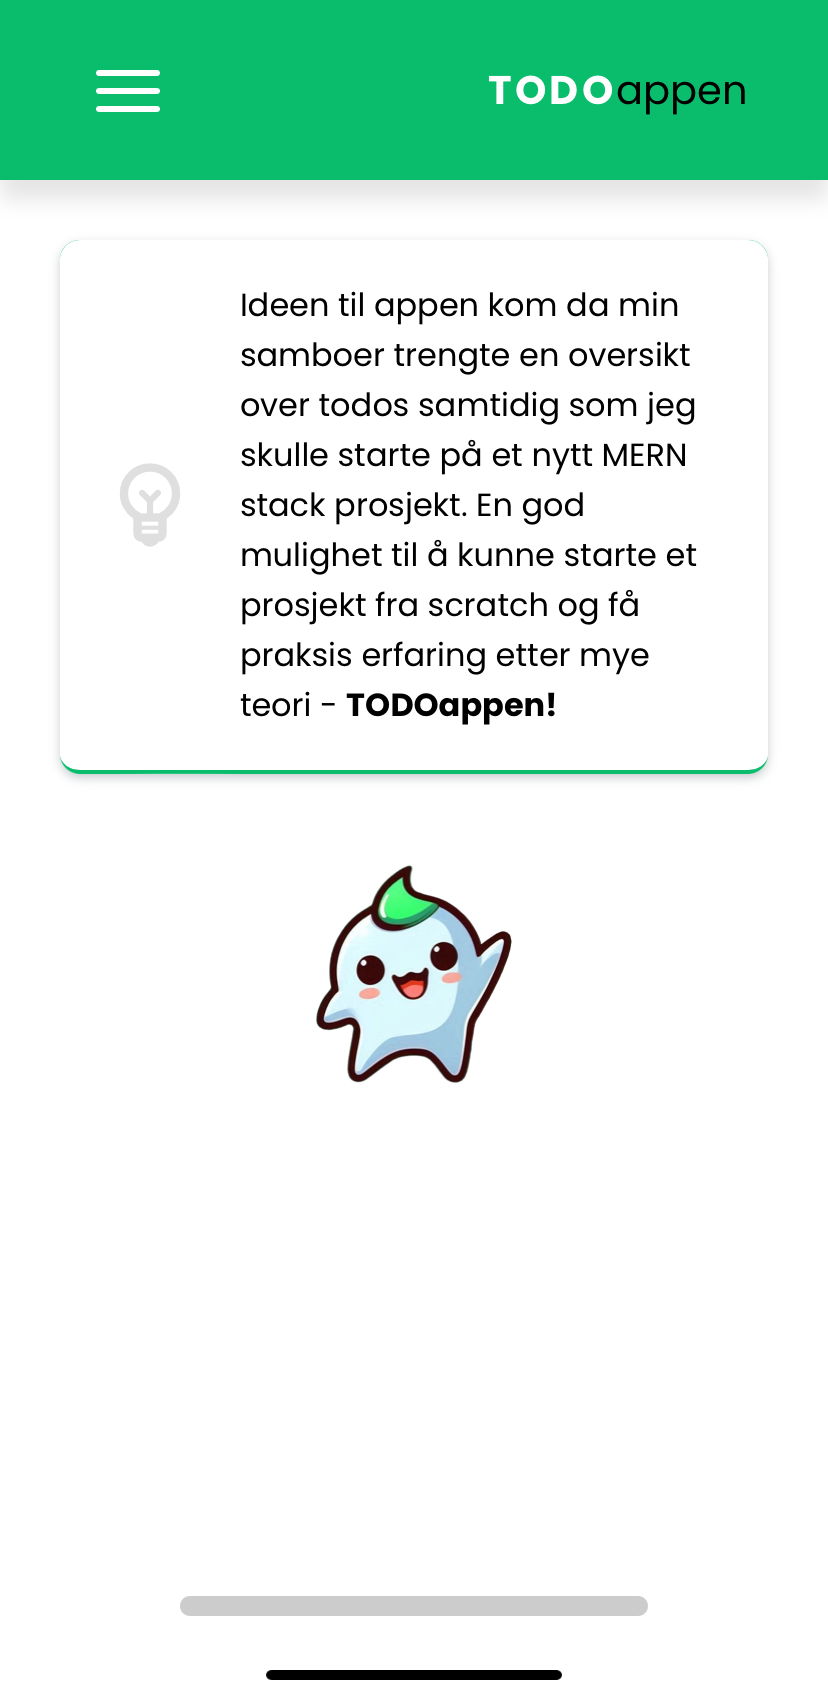 TODOappen
Ideen til appen kom da min
samboer trengte en oversikt
over todos samtidig som jeg
skulle starte på et nytt MERN
stack prosjekt. En god
mulighet til å kunne starte et
prosjekt fra scratch og få
praksis erfaring etter mye
teori - TODOappen!